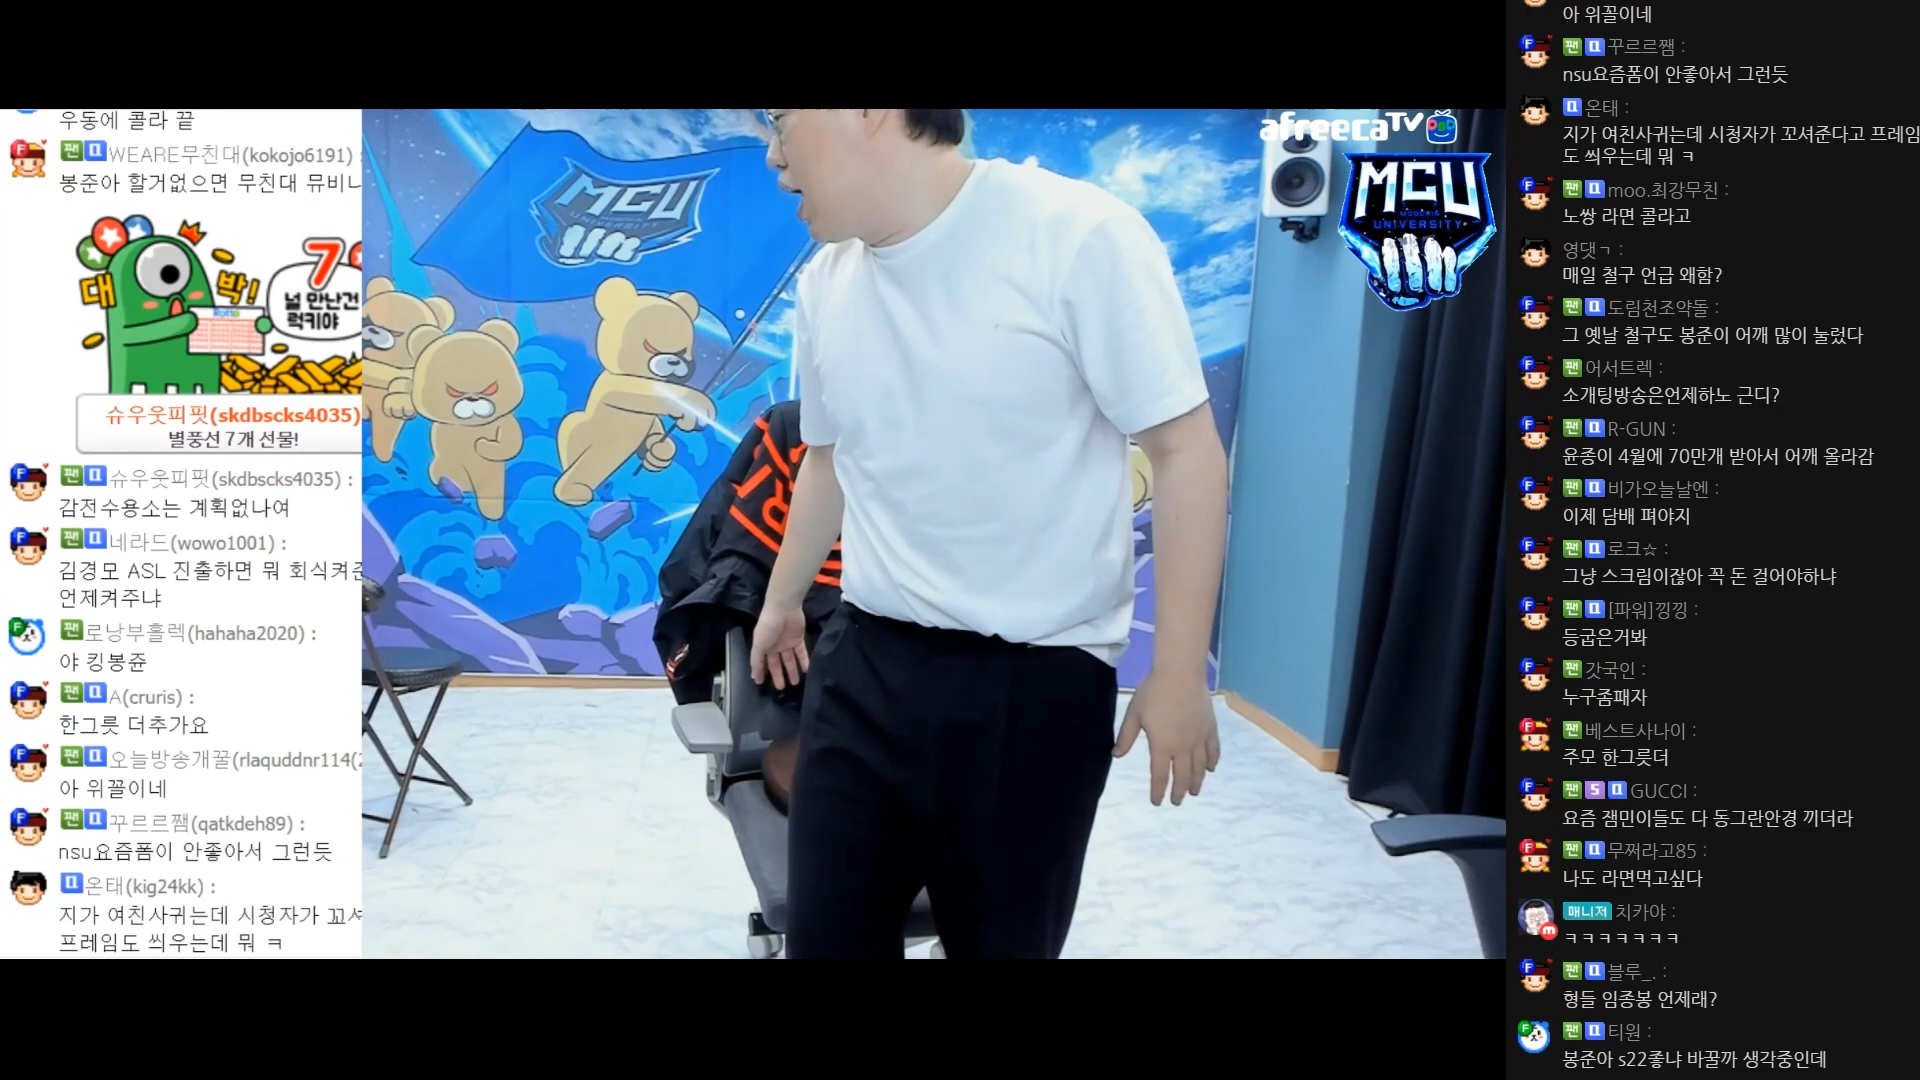 우동에 콜라 끝
팬 WEARE무친대(kokojo6191) :
봉준아 할거없으면 무친대 뮤비나
대박!
7
널 만난건
럭키야
슈우웃피핏(skdbscks4035)
별풍선 7개 선물!
팬 슈우웃피핏(skdbscks4035) :
감전수용소는 계획없나여
팬 네라드(wowo1001) :
김경모 ASL 진출하면 뭐 회식켜준
언제켜주냐
팬 로낭부홀렉(hahaha2020) :
야 킹봉쥰
팬 A(cruris) :
한그릇 더추가요
팬 오늘방송개꿀(rlaquddnr114(2
아 위꼴이네
팬 꾸르르쨈(qatkdeh89) :
nsu요즘폼이 안좋아서 그런듯
온태(kig24kk) :
지가 여친사귀는데 시청자가 꼬셔
프레임도 씌우는데 뭐 ㅋ
MCU
UNIVERSITY
afreecaTV
MCU
UNIVERSITY
아 위꼴이네
팬 꾸르르쨈 :
nsu요즘폼이 안좋아서 그런듯
온태 :
지가 여친사귀는데 시청자가 꼬셔준다고 프레임
도 씌우는데 뭐 ㅋ
팬 moo.최강무친 :
노쌍 라면 콜라고
영댓ㄱ :
매일 철구 언급 왜함?
팬 도림천조약돌 :
그 옛날 철구도 봉준이 어깨 많이 눌렀다
팬 어서트렉 :
소개팅방송은언제하노 근디?
팬 R-GUN :
윤종이 4월에 70만개 받아서 어깨 올라감
팬 비가오늘날엔 :
이제 담배 펴야지
팬 로크☆ :
그냥 스크림이잖아 꼭 돈 걸어야하냐
팬 [파워]낑낑 :
등굽은거봐
팬 갓국인 :
누구좀패자
팬 베스트사나이 :
주모 한그릇더
팬 S GUCCI :
요즘 잼민이들도 다 동그란안경 끼더라
팬 무쩌라고85 :
나도 라면먹고싶다
매니저 치카야 :
ㅋㅋㅋㅋㅋㅋㅋ
팬 블루_. :
형들 임종봉 언제래?
팬 티원 :
봉준아 s22좋냐 바꿀까 생각중인데